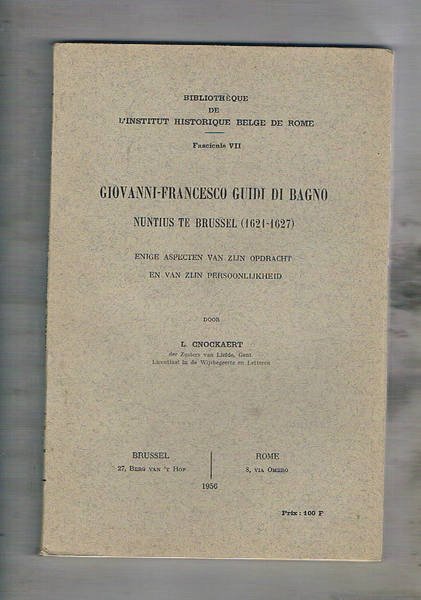 BIBLIOTHÈQUE
DE
L'INSTITUT HISTORIQUE BELGE DE ROME
Fascicule VII
GIOVANNI-FRANCESCO GUIDI DI BAGNO
NUNTIUS TE BRUSSEL (1621-1627)
ENIGE ASPECTEN VAN ZIJN OPDRACHT
EN VAN ZIJN PERSOONLIJKHEID
DOOR
L. CNOCKAERT
der Zusters van Liefde, Gent
Licentiaat in de Wijsbegeerte en Letteren
BRUSSEL
27, BERG VAN 'T HOF
ROME
8, VIA OMERO
1956
Prix : 100 F